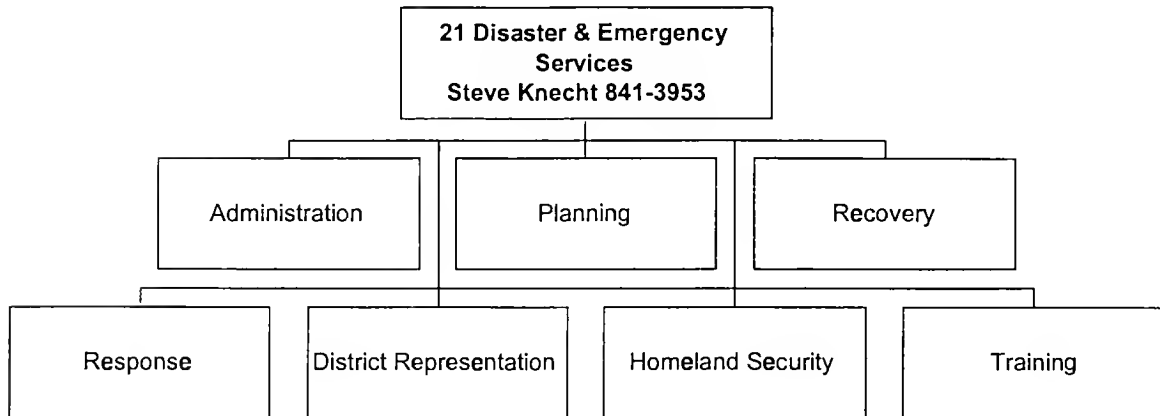 21 Disaster & Emergency
Services
Steve Knecht 841-3953
Administration
Planning
Recovery
Response
District Representation
Homeland Security
Training